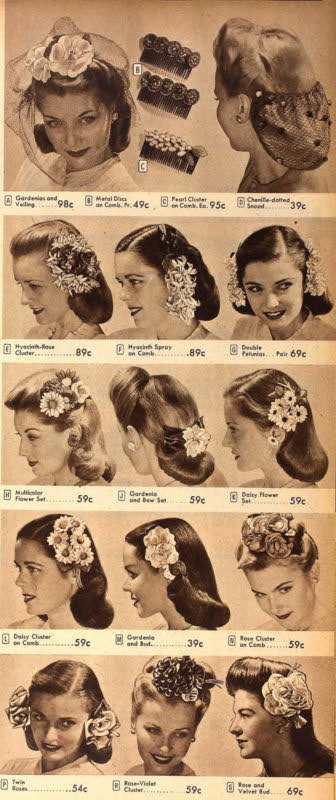 B
C
A Gardenias and
Veiling......98c
B Metal Discs
on Comb. Pr. 49c
C Pearl Cluster
on Comb. Ea. 95c
D Chenille-dotted
Snood..........39c
E Hyacinth-Rose
Cluster............89c
F Hyacinth Spray
on Comb..........89c
G Double
Petunias... Pair 69c
H Multicolor
Flower Set.........59c
J Gardenia
and Bow Set......59c
K Daisy Flower
Set..............59c
L Daisy Cluster
on Comb.......59c
M Gardenia
and Bud.........39c
N Rose Cluster
on Comb......59c
P Twin
Roses..........54c
R Rose-Violet
Cluster.........59c
S Rose and
Velvet Bud....69c